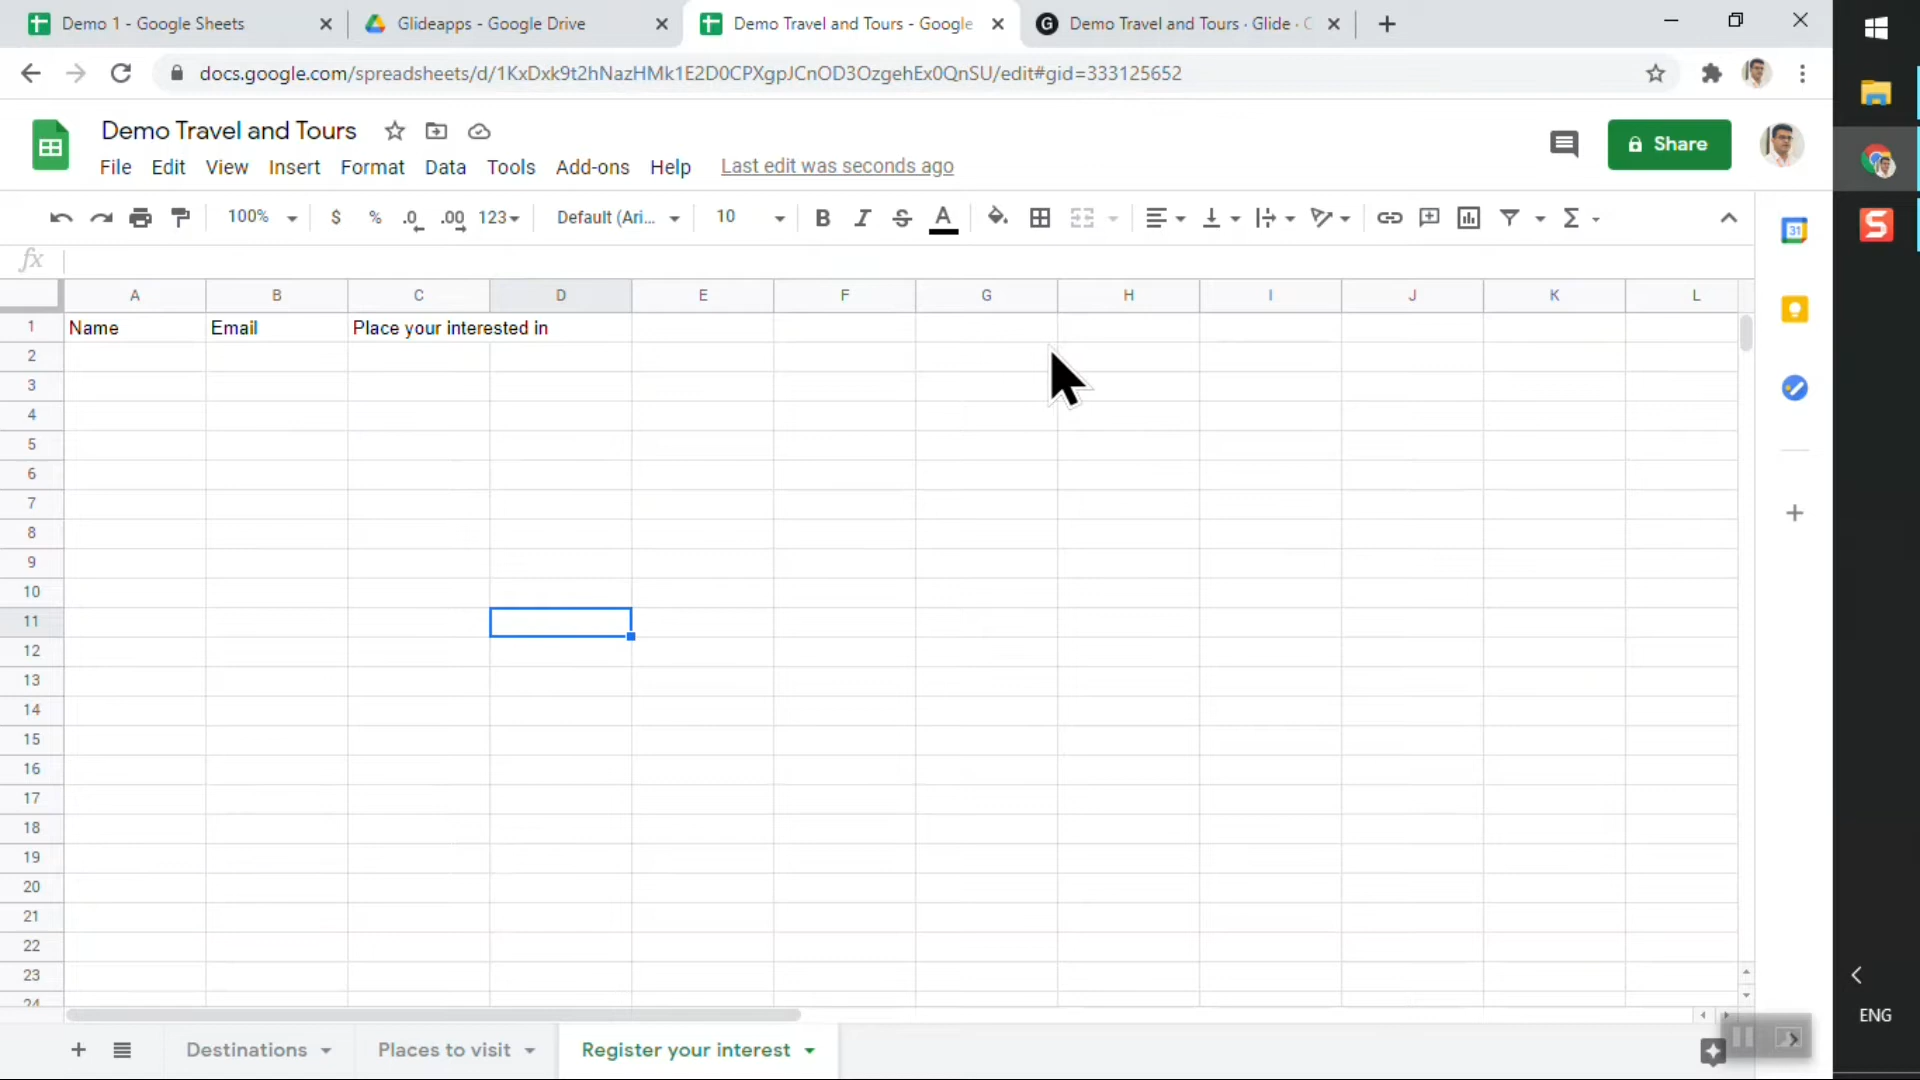 Demo 1 - Google Sheets
Glideapps - Google Drive
Demo Travel and Tours - Google
Demo Travel and Tours · Glide · C
docs.google.com/spreadsheets/d/1KxDxk9t2hNazHMk1E2D0CPXgpJCnOD3OzgehEx0QnSU/edit#gid=333125652
Demo Travel and Tours
Share
File Edit View Insert Format Data Tools Add-ons Help Last edit was seconds ago
100% $ % .0 .00 123 Default (Ari... 10 B I S A Σ
31
fx
A B C D E F G H I J K L
1 Name Email Place your interested in
2
3
4
5
6
7
8
9
10
11
12
13
14
15
16
17
18
19
20
21
22
23
24
ENG
Destinations Places to visit Register your interest